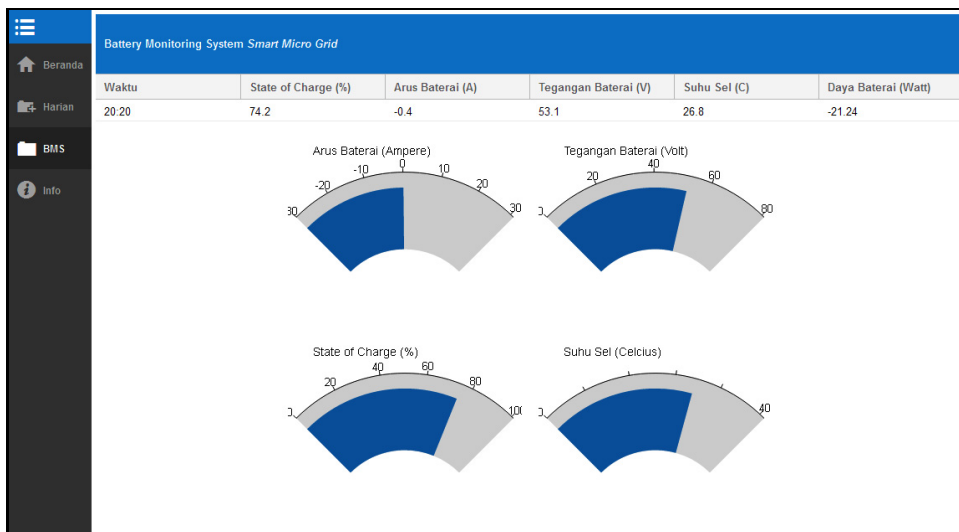 Battery Monitoring System Smart Micro Grid
Beranda
Harian
BMS
Info
Waktu State of Charge (%) Arus Baterai (A) Tegangan Baterai (V) Suhu Sel (C) Daya Baterai (Watt)
20:20 74.2 -0.4 53.1 26.8 -21.24
Arus Baterai (Ampere)
-20 -10 0 10 20 30
Tegangan Baterai (Volt)
20 40 60 80
State of Charge (%)
0 20 40 60 80 100
Suhu Sel (Celcius)
40